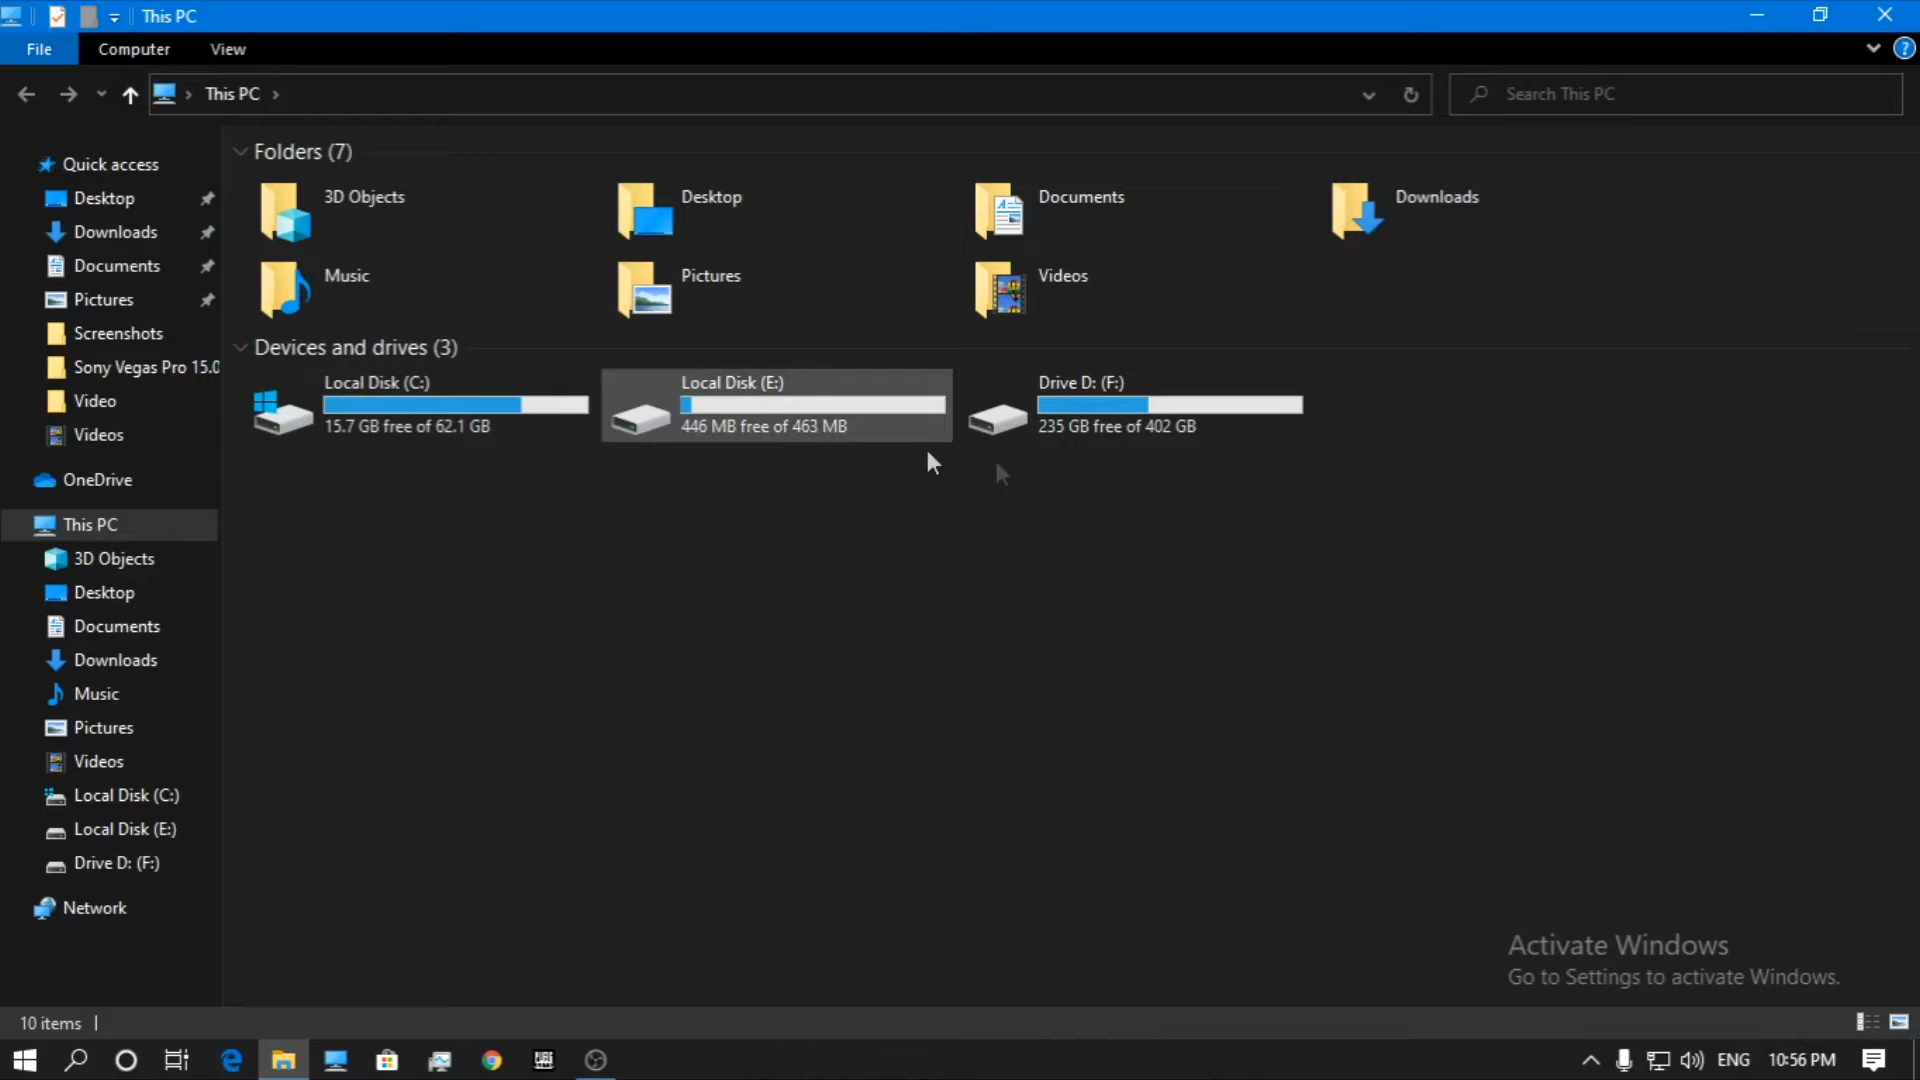 This PC
File Computer View
This PC
Search This PC
Quick access
Desktop
Downloads
Documents
Pictures
Screenshots
Sony Vegas Pro 15.0
Video
Videos
OneDrive
This PC
3D Objects
Desktop
Documents
Downloads
Music
Pictures
Videos
Local Disk (C:)
Local Disk (E:)
Drive D: (F:)
Network
Folders (7)
3D Objects
Desktop
Documents
Downloads
Music
Pictures
Videos
Devices and drives (3)
Local Disk (C:)
15.7 GB free of 62.1 GB
Local Disk (E:)
446 MB free of 463 MB
Drive D: (F:)
235 GB free of 402 GB
Activate Windows
Go to Settings to activate Windows.
10 items
ENG 10:56 PM